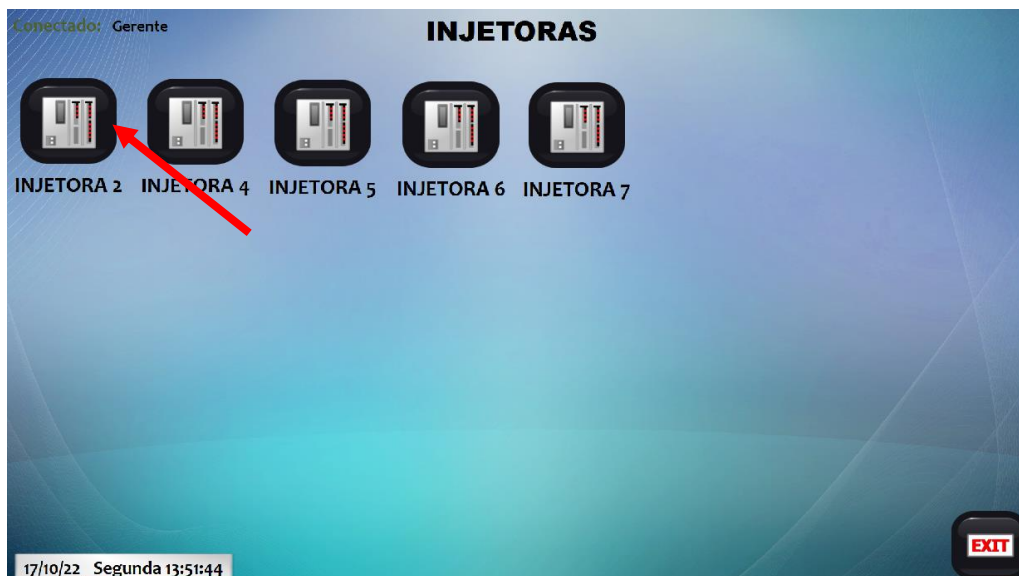 Conectado: Gerente
INJETORAS
INJETORA 2 INJETORA 4 INJETORA 5 INJETORA 6 INJETORA 7
EXIT
17/10/22 Segunda 13:51:44